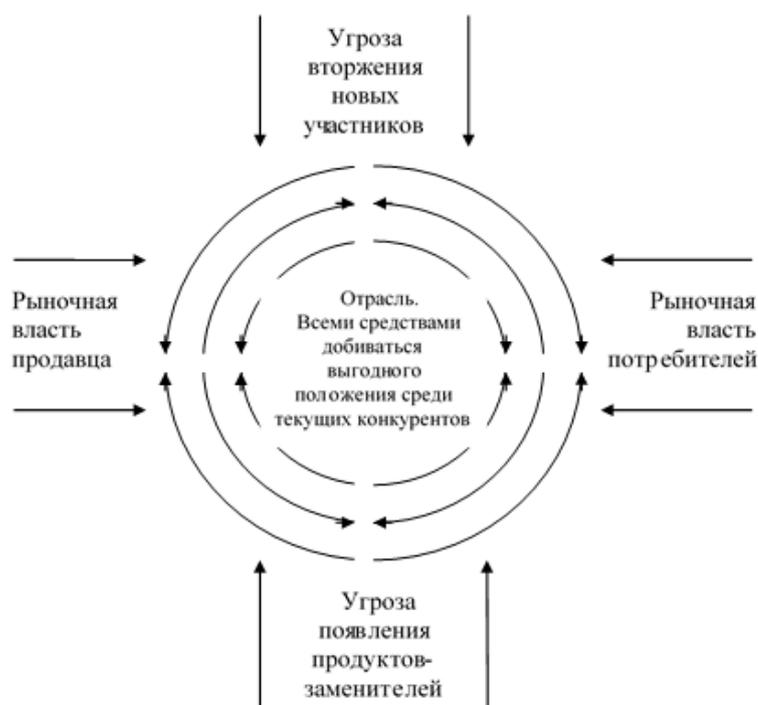 Угроза
вторжения
новых
участников
Рыночная
власть
продавца
Отрасль.
Всеми средствами
добиваться
выгодного
положения среди
текущих конкурентов
Рыночная
власть
потребителей
Угроза
появления
продуктов-
заменителей